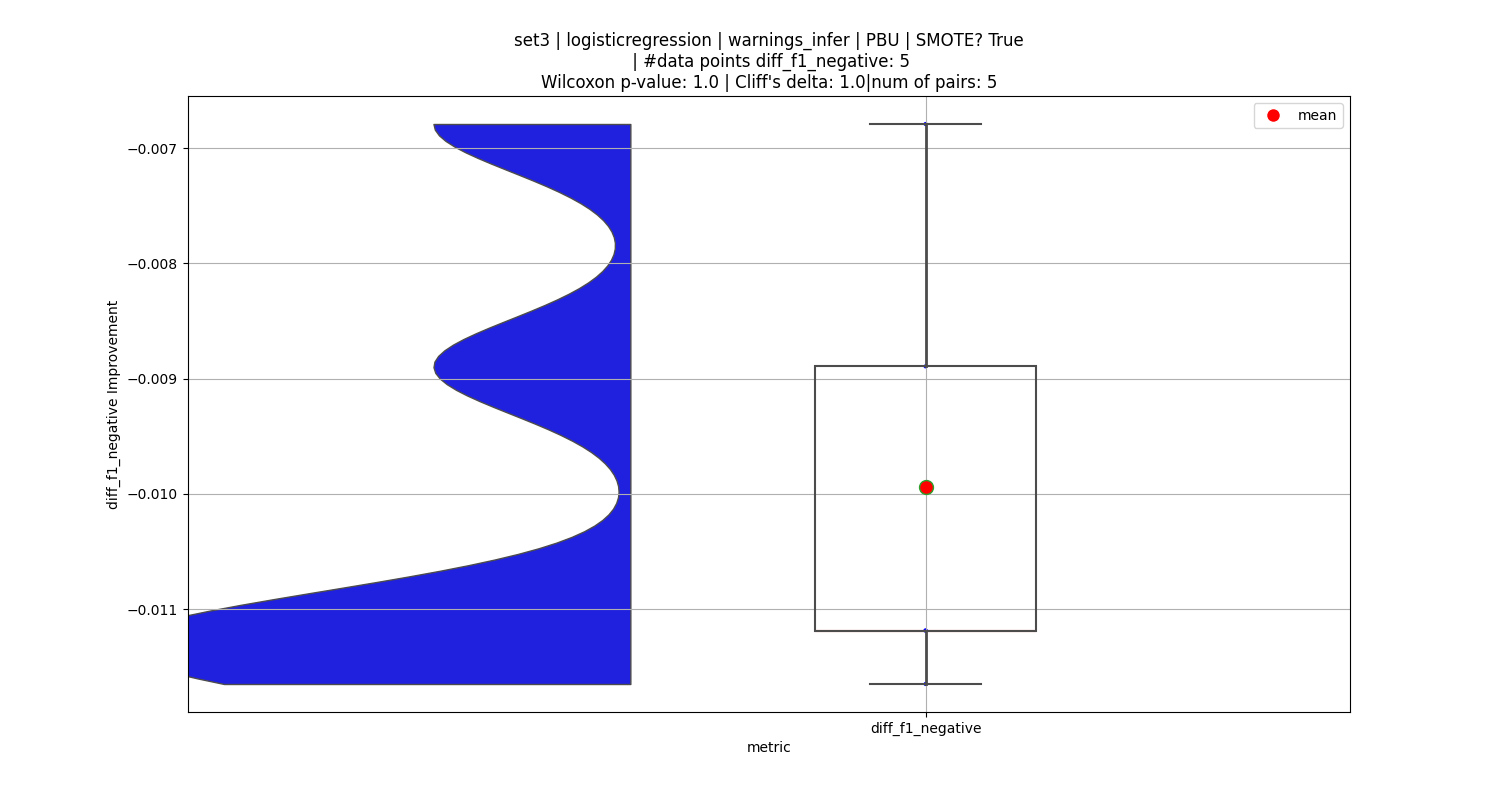 set3 | logisticregression | warnings_infer | PBU | SMOTE? True
| #data points diff_f1_negative: 5
Wilcoxon p-value: 1.0 | Cliff's delta: 1.0|num of pairs: 5
mean
−0.007
−0.008
−0.009
−0.010
−0.011
diff_f1_negative Improvement
diff_f1_negative
metric